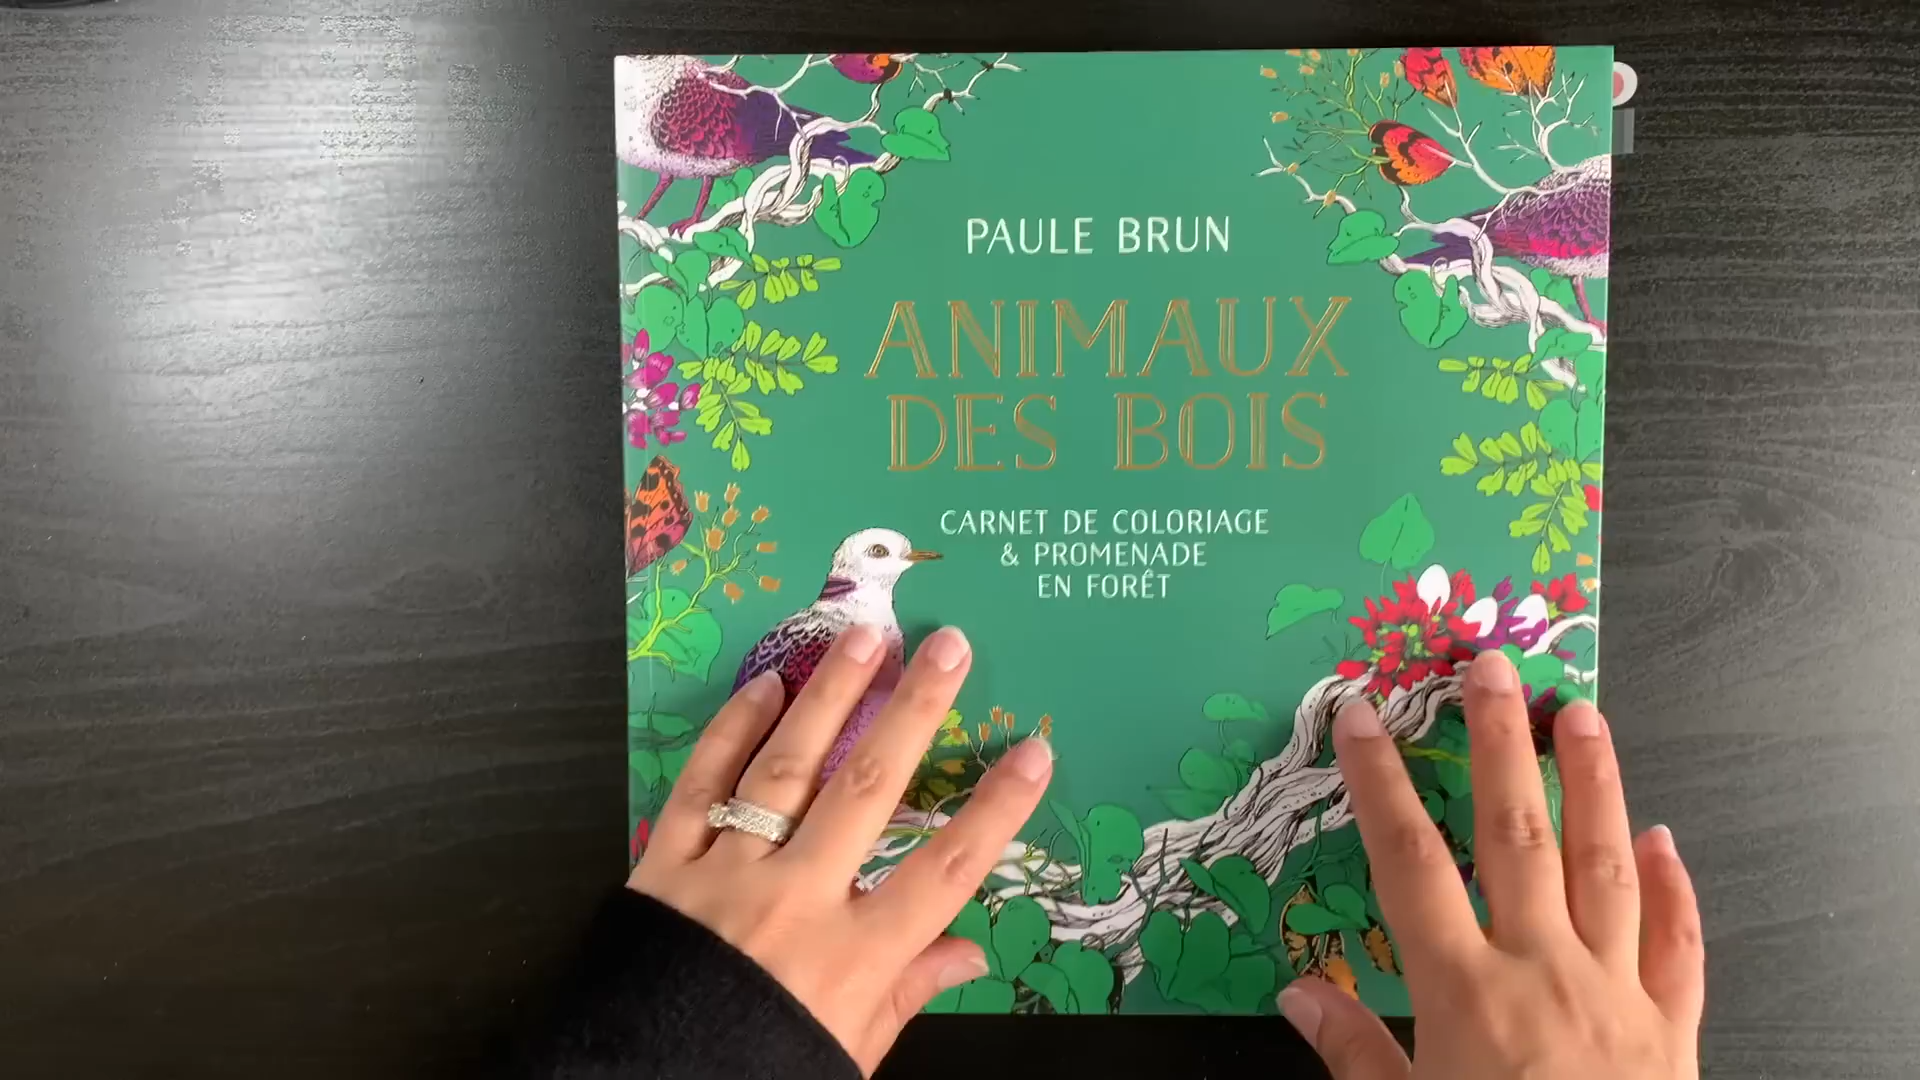 PAULE BRUN
ANIMAUX
DES BOIS
CARNET DE COLORIAGE
& PROMENADE
EN FORÊT